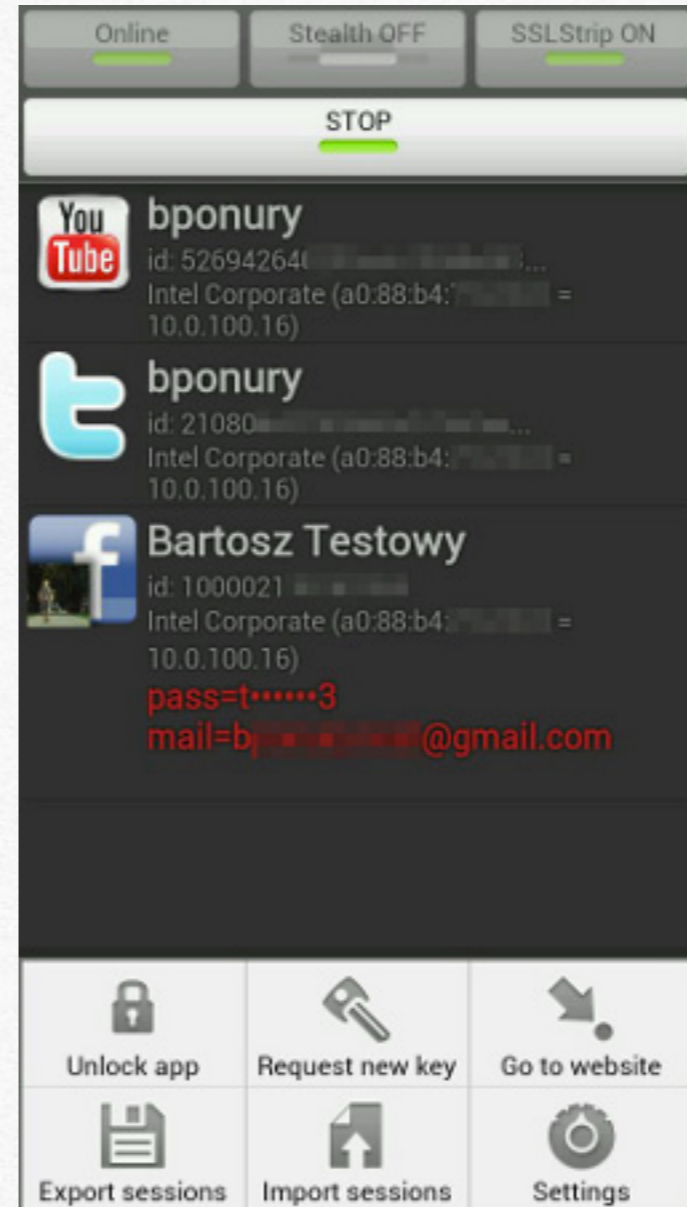 Online Stealth OFF SSLStrip ON
STOP
You Tube
bponury
id: 52694264
Intel Corporate (a0:88:b4: =
10.0.100.16)
bponury
id: 21080 ...
Intel Corporate (a0:88:b4: =
10.0.100.16)
Bartosz Testowy
id: 1000021
Intel Corporate (a0:88:b4: =
10.0.100.16)
pass=t••••••3
mail=b @gmail.com
Unlock app Request new key Go to website
Export sessions Import sessions Settings